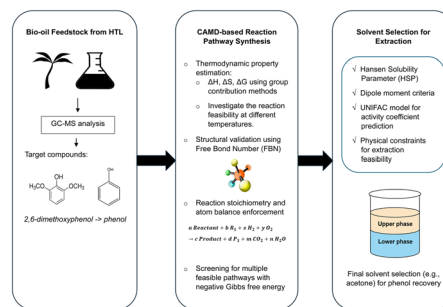 Bio-oil Feedstock from HTL
GC-MS analysis
Target compounds:
OH
H₃CO
OCH₃
OH
2,6-dimethoxyphenol -> phenol
CAMD-based Reaction
Pathway Synthesis
Thermodynamic property
estimation:
ΔH, ΔS, ΔG using group
contribution methods
Investigate the reaction
feasibility at different
temperatures.
Structural validation using
Free Bond Number (FBN)
Reaction stoichiometry and
atom balance enforcement
a Reactant + b R₁ + x H₂ + y O₂
→ c Product + d P₁ + m CO₂ + n H₂O
Screening for multiple
feasible pathways with
negative Gibbs free energy
Solvent Selection for
Extraction
√ Hansen Solubility
Parameter (HSP)
√ Dipole moment criteria
√ UNIFAC model for
activity coefficient
prediction
√ Physical constraints
for extraction
feasibility
Upper phase
Lower phase
Final solvent selection (e.g.,
acetone) for phenol recovery